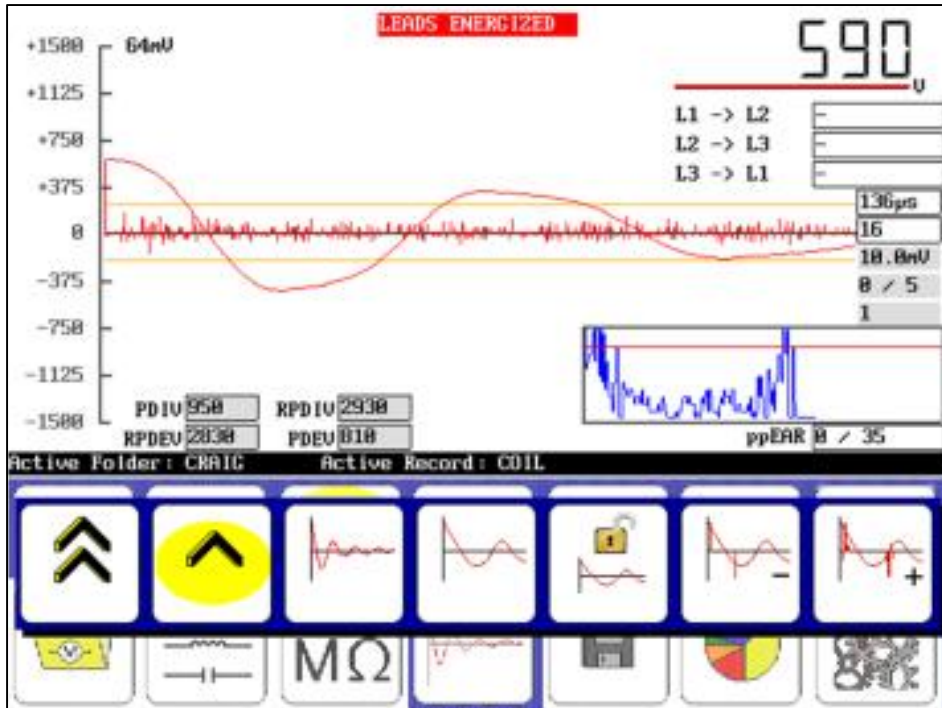 LEADS ENERGIZED
+1500 64mV
590 V
+1125
L1 -> L2 -
+750
L2 -> L3 -
L3 -> L1 -
+375
136µs
0
16
10.0mV
-375
0 / 5
1
-750
-1125
PDIV 950 RPDIV 2930
-1500
RPDEV 2830 PDEV 810
ppEAR 0 / 35
Active Folder: CRAIG Active Record: COIL
-
+
V
MΩ